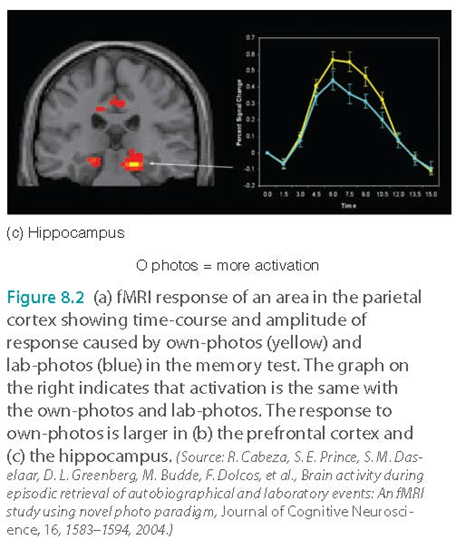 Percent Signal Change
0.7
0.6
0.5
0.4
0.3
0.2
0.1
0
-0.1
-0.2
0.0 1.5 3.0 4.5 6.0 7.5 9.0 10.5 12.0 13.5 15.0
Time
(c) Hippocampus
O photos = more activation
Figure 8.2 (a) fMRI response of an area in the parietal
cortex showing time-course and amplitude of
response caused by own-photos (yellow) and
lab-photos (blue) in the memory test. The graph on
the right indicates that activation is the same with
the own-photos and lab-photos. The response to
own-photos is larger in (b) the prefrontal cortex and
(c) the hippocampus. (Source: R. Cabeza, S. E. Prince, S. M. Das-
elaar, D. L. Greenberg, M. Budde, F. Dolcos, et al., Brain activity during
episodic retrieval of autobiographical and laboratory events: An fMRI
study using novel photo paradigm, Journal of Cognitive Neurosci-
ence, 16, 1583–1594, 2004.)